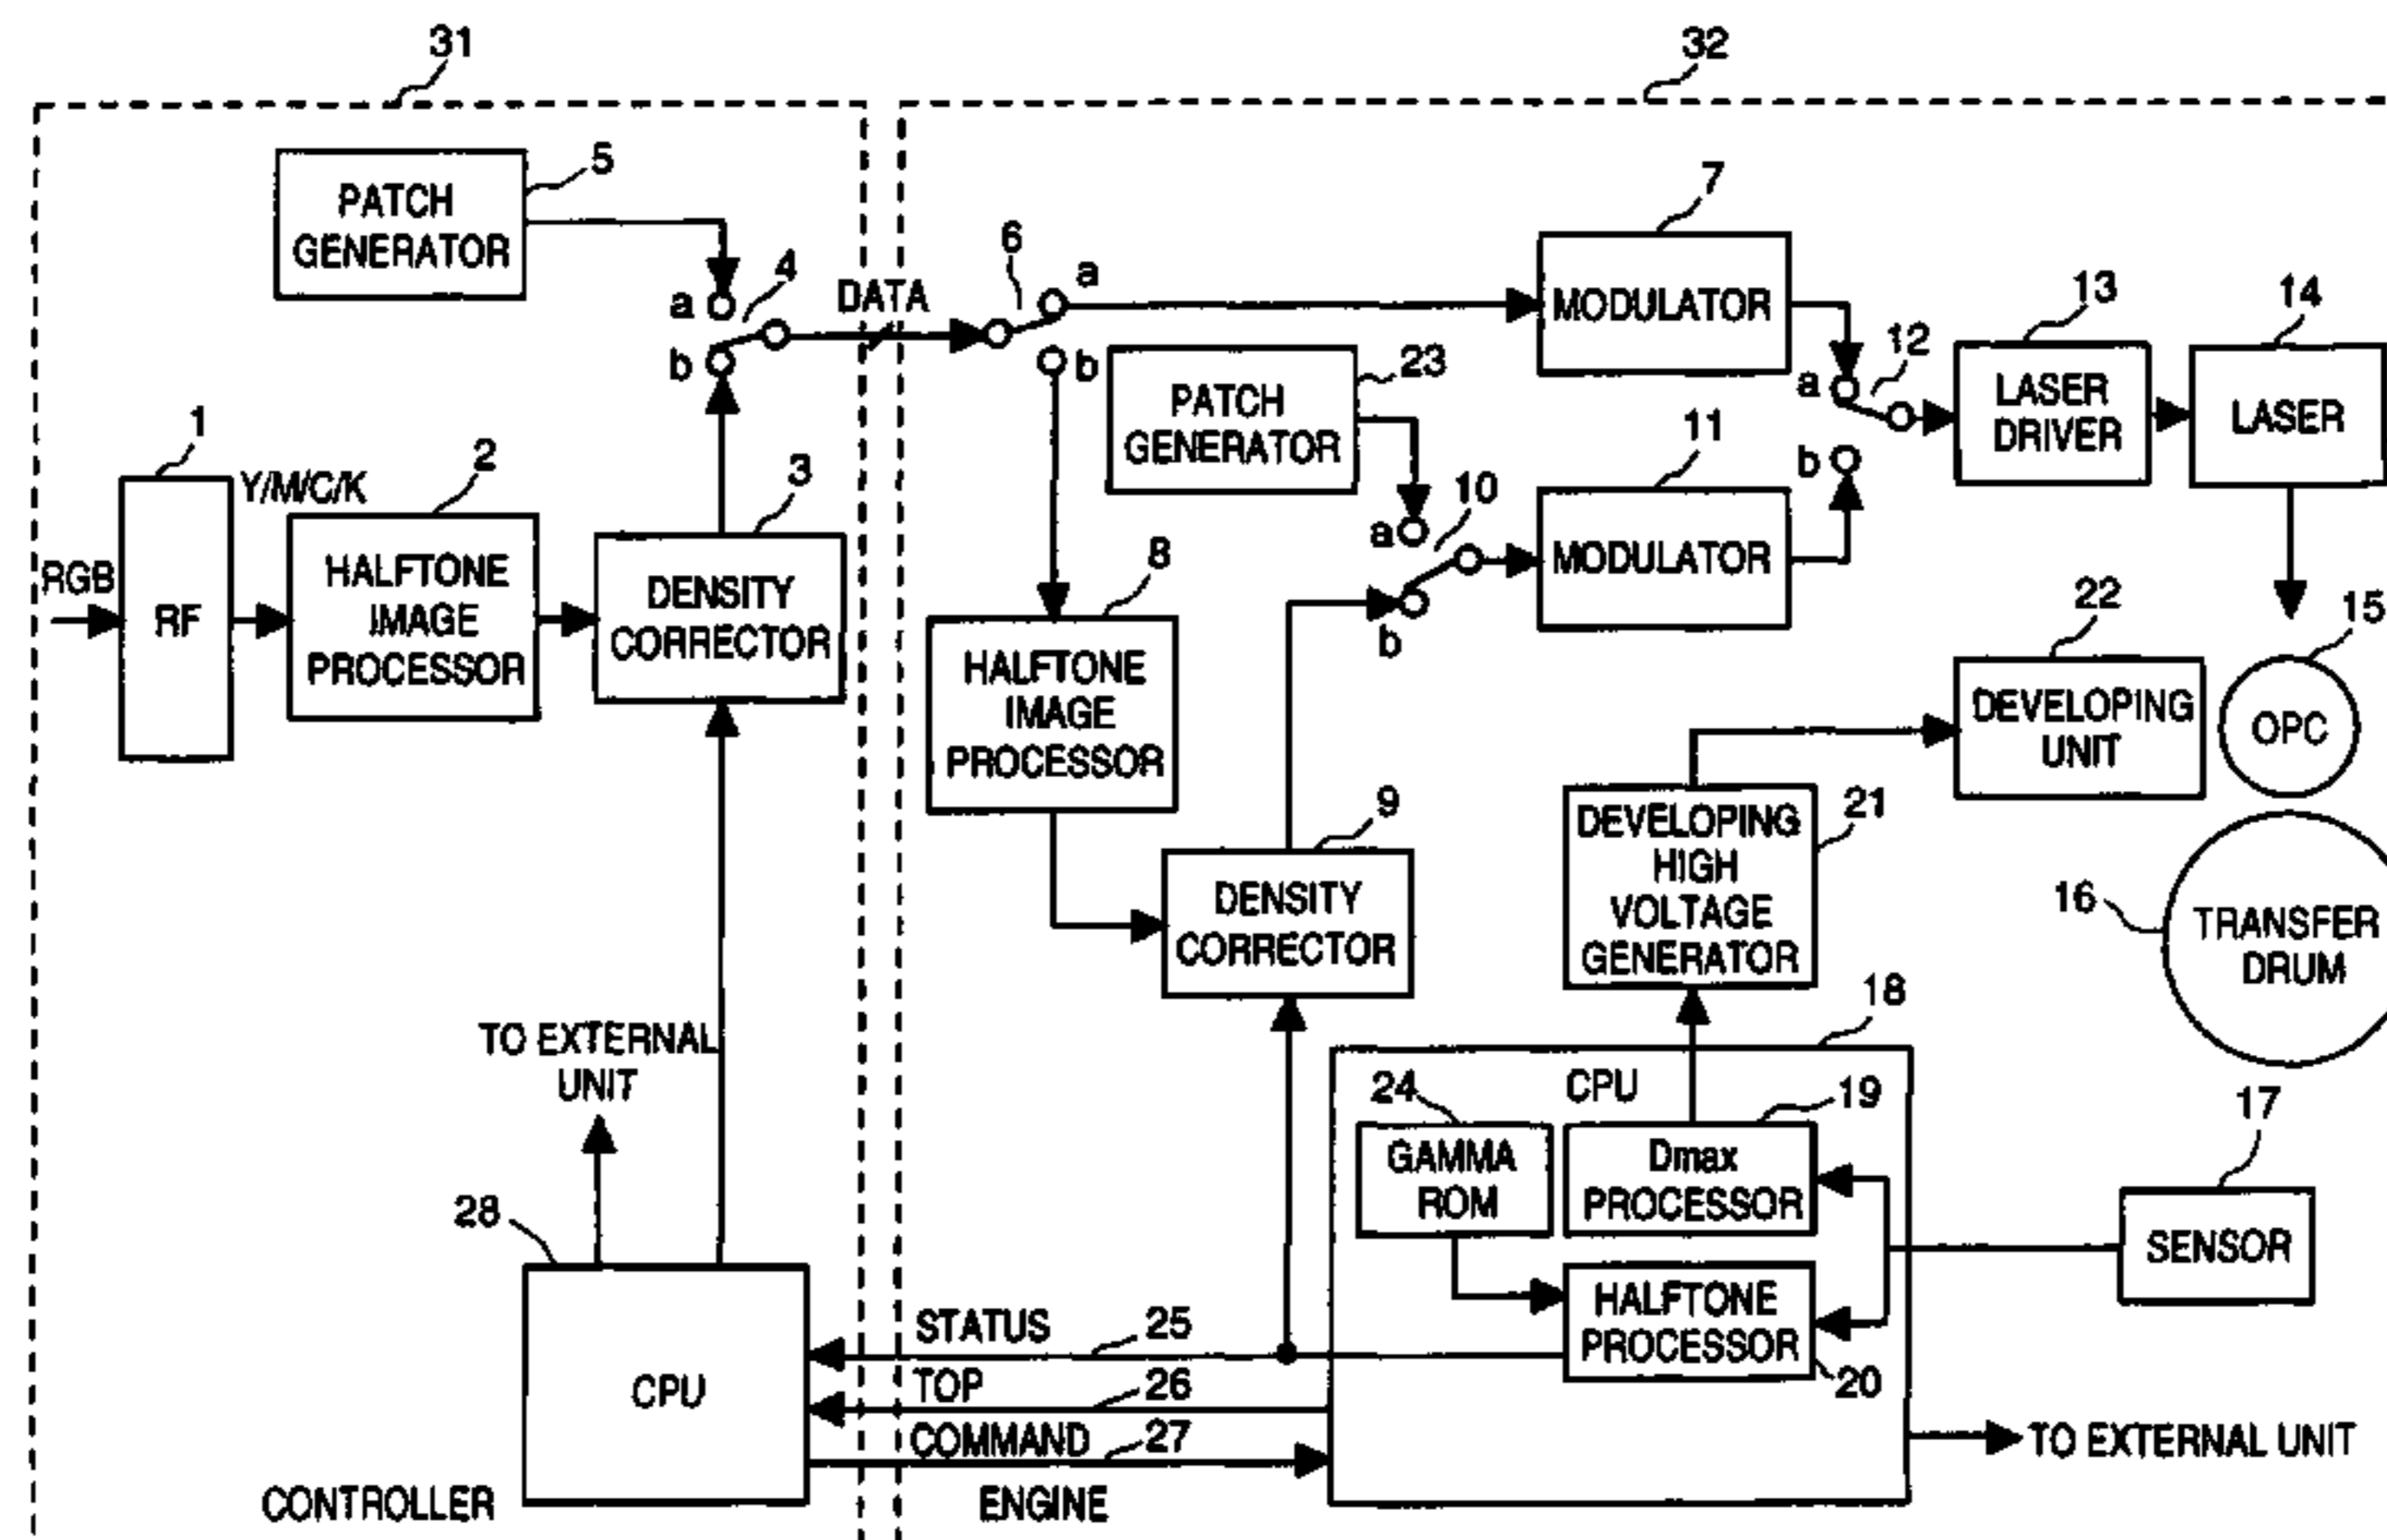 31
32
5
PATCH
GENERATOR
4
a
b
DATA
6
a
b
7
MODULATOR
PATCH
GENERATOR
23
12
a
b
13
LASER
DRIVER
14
LASER
1
RGB
RF
Y/M/C/K
2
HALFTONE
IMAGE
PROCESSOR
3
DENSITY
CORRECTOR
10
a
b
11
MODULATOR
8
HALFTONE
IMAGE
PROCESSOR
22
DEVELOPING
UNIT
15
OPC
9
DENSITY
CORRECTOR
21
DEVELOPING
HIGH
VOLTAGE
GENERATOR
16
TRANSFER
DRUM
TO EXTERNAL
UNIT
18
CPU
24
GAMMA
ROM
19
Dmax
PROCESSOR
17
SENSOR
28
CPU
HALFTONE
PROCESSOR
20
STATUS
25
TOP
26
COMMAND
27
TO EXTERNAL UNIT
CONTROLLER
ENGINE